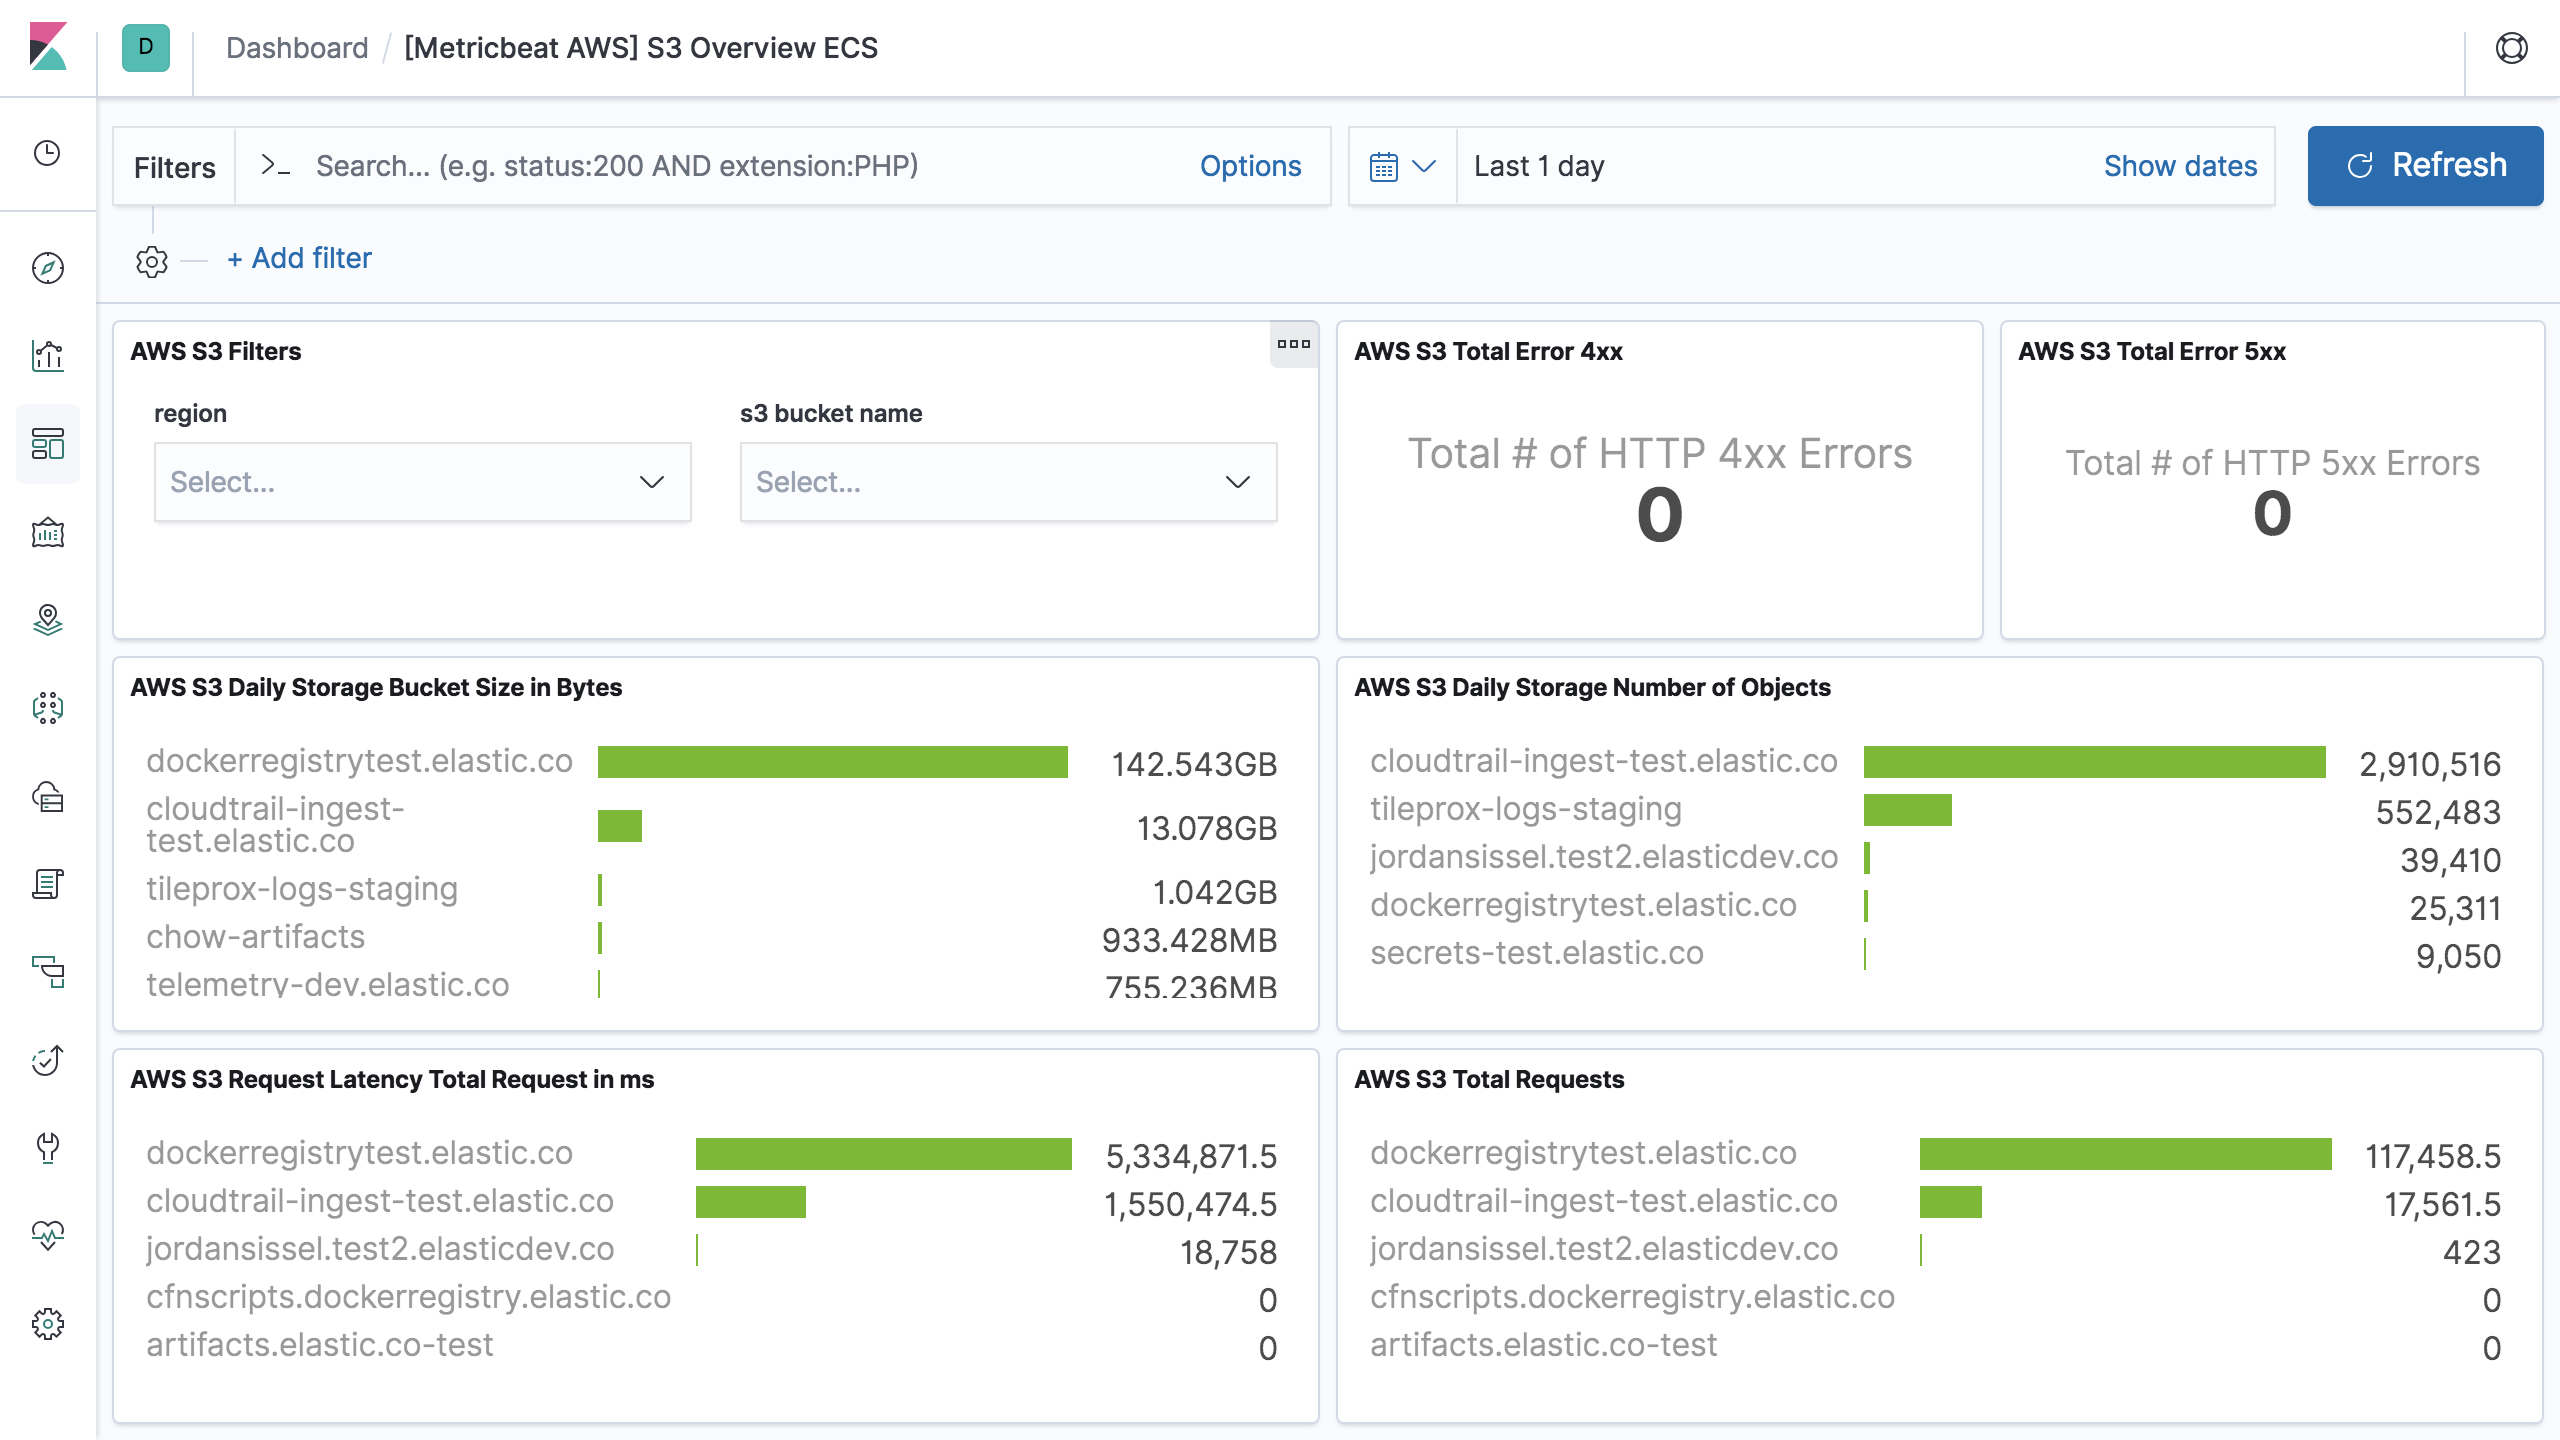 D
Dashboard / [Metricbeat AWS] S3 Overview ECS
Filters
>_ Search... (e.g. status:200 AND extension:PHP)
Options
Last 1 day
Show dates
Refresh
+ Add filter
AWS S3 Filters
region
s3 bucket name
Select...
Select...
AWS S3 Total Error 4xx
Total # of HTTP 4xx Errors
0
AWS S3 Total Error 5xx
Total # of HTTP 5xx Errors
0
AWS S3 Daily Storage Bucket Size in Bytes
dockerregistrytest.elastic.co 142.543GB
cloudtrail-ingest-
test.elastic.co 13.078GB
tileprox-logs-staging 1.042GB
chow-artifacts 933.428MB
telemetry-dev.elastic.co 755.236MB
AWS S3 Daily Storage Number of Objects
cloudtrail-ingest-test.elastic.co 2,910,516
tileprox-logs-staging 552,483
jordansissel.test2.elasticdev.co 39,410
dockerregistrytest.elastic.co 25,311
secrets-test.elastic.co 9,050
AWS S3 Request Latency Total Request in ms
dockerregistrytest.elastic.co 5,334,871.5
cloudtrail-ingest-test.elastic.co 1,550,474.5
jordansissel.test2.elasticdev.co 18,758
cfnscripts.dockerregistry.elastic.co 0
artifacts.elastic.co-test 0
AWS S3 Total Requests
dockerregistrytest.elastic.co 117,458.5
cloudtrail-ingest-test.elastic.co 17,561.5
jordansissel.test2.elasticdev.co 423
cfnscripts.dockerregistry.elastic.co 0
artifacts.elastic.co-test 0